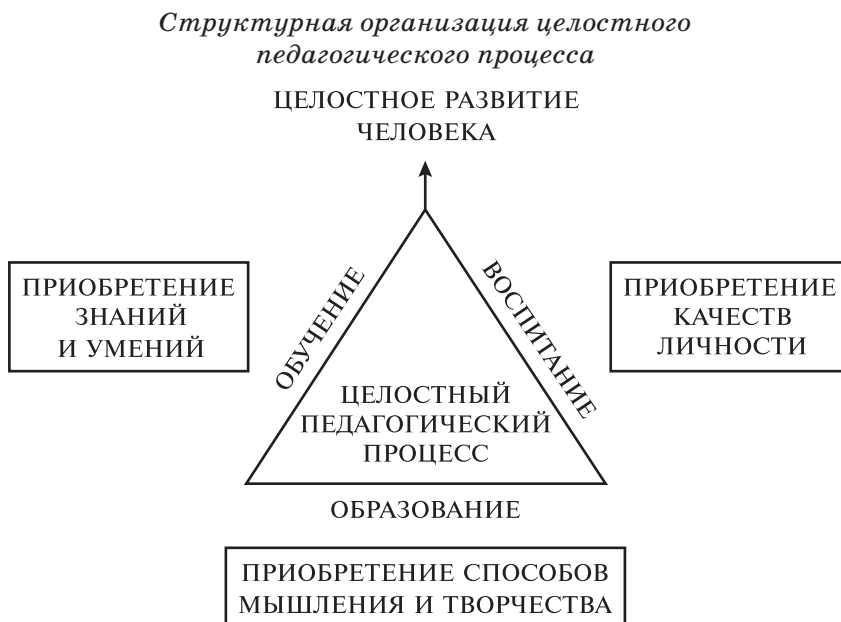 Структурная организация целостного
педагогического процесса
ЦЕЛОСТНОЕ РАЗВИТИЕ
ЧЕЛОВЕКА
ПРИОБРЕТЕНИЕ
ЗНАНИЙ
И УМЕНИЙ
ОБУЧЕНИЕ
ВОСПИТАНИЕ
ПРИОБРЕТЕНИЕ
КАЧЕСТВ
ЛИЧНОСТИ
ЦЕЛОСТНЫЙ
ПЕДАГОГИЧЕСКИЙ
ПРОЦЕСС
ОБРАЗОВАНИЕ
ПРИОБРЕТЕНИЕ СПОСОБОВ
МЫШЛЕНИЯ И ТВОРЧЕСТВА